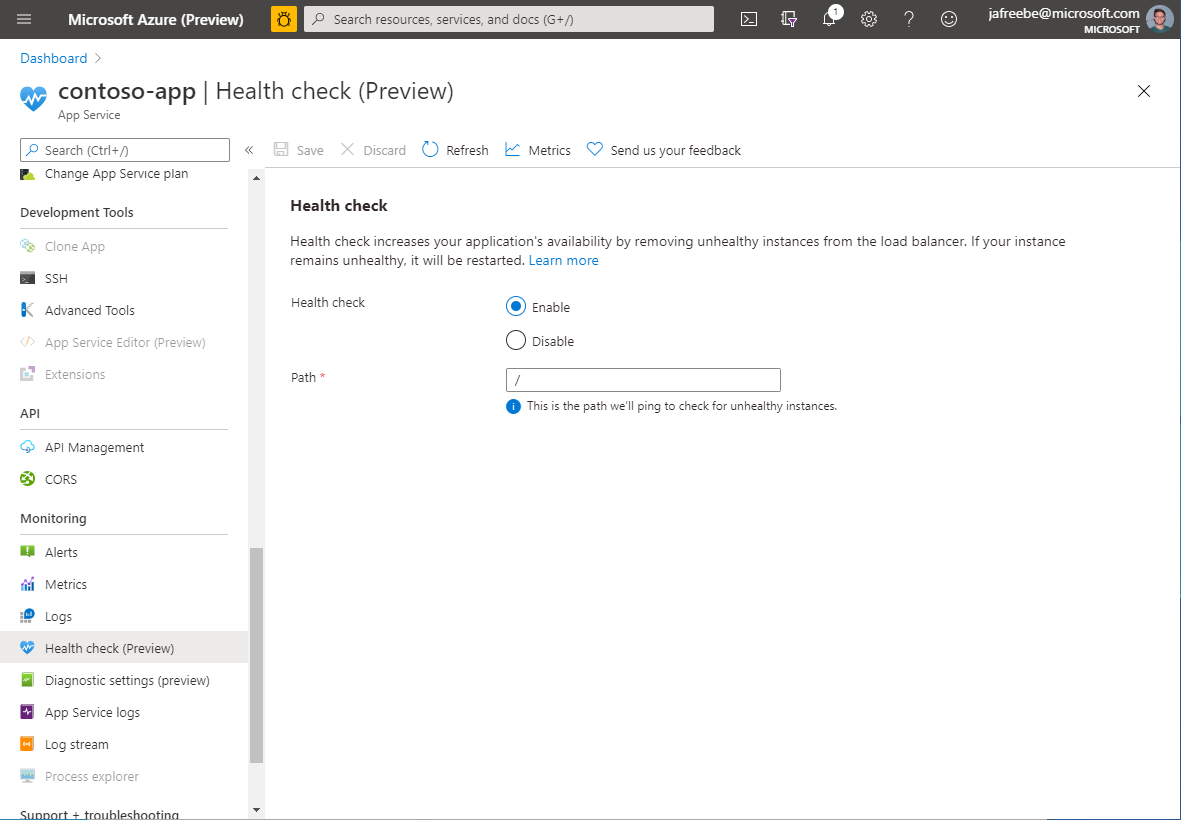 Microsoft Azure (Preview)
Search resources, services, and docs (G+/)
1
jafreebe@microsoft.com
MICROSOFT
Dashboard
contoso-app | Health check (Preview)
App Service
Search (Ctrl+/)
«
Save
Discard
Refresh
Metrics
Send us your feedback
Change App Service plan
Development Tools
Clone App
SSH
Advanced Tools
App Service Editor (Preview)
Extensions
API
API Management
CORS
Monitoring
Alerts
Metrics
Logs
Health check (Preview)
Diagnostic settings (preview)
App Service logs
Log stream
Process explorer
Support + troubleshooting
Health check
Health check increases your application's availability by removing unhealthy instances from the load balancer. If your instance
remains unhealthy, it will be restarted. Learn more
Health check
Enable
Disable
Path *
/
This is the path we'll ping to check for unhealthy instances.